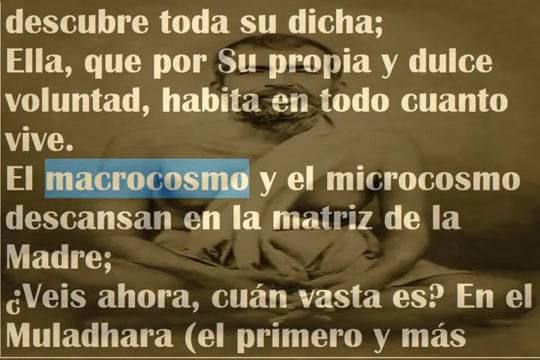 descubre toda su dicha;
Ella, que por Su propia y dulce
voluntad, habita en todo cuanto
vive.
El macrocosmo y el microcosmo
descansan en la matriz de la
Madre;
¿Veis ahora, cuán vasta es? En el
Muladhara (el primero y más